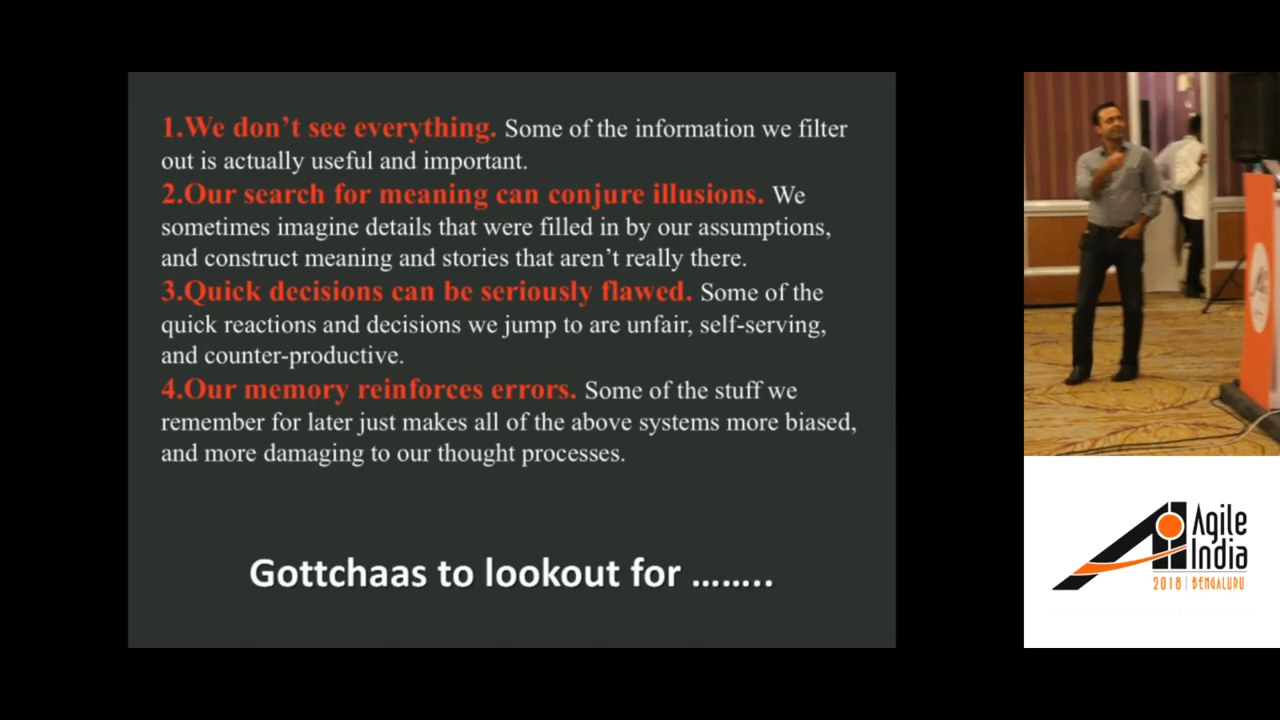 1.We don’t see everything. Some of the information we filter
out is actually useful and important.
2.Our search for meaning can conjure illusions. We
sometimes imagine details that were filled in by our assumptions,
and construct meaning and stories that aren’t really there.
3.Quick decisions can be seriously flawed. Some of the
quick reactions and decisions we jump to are unfair, self-serving,
and counter-productive.
4.Our memory reinforces errors. Some of the stuff we
remember for later just makes all of the above systems more biased,
and more damaging to our thought processes.
Gottchaas to lookout for ........
Agile
India
2018 | BENGALURU